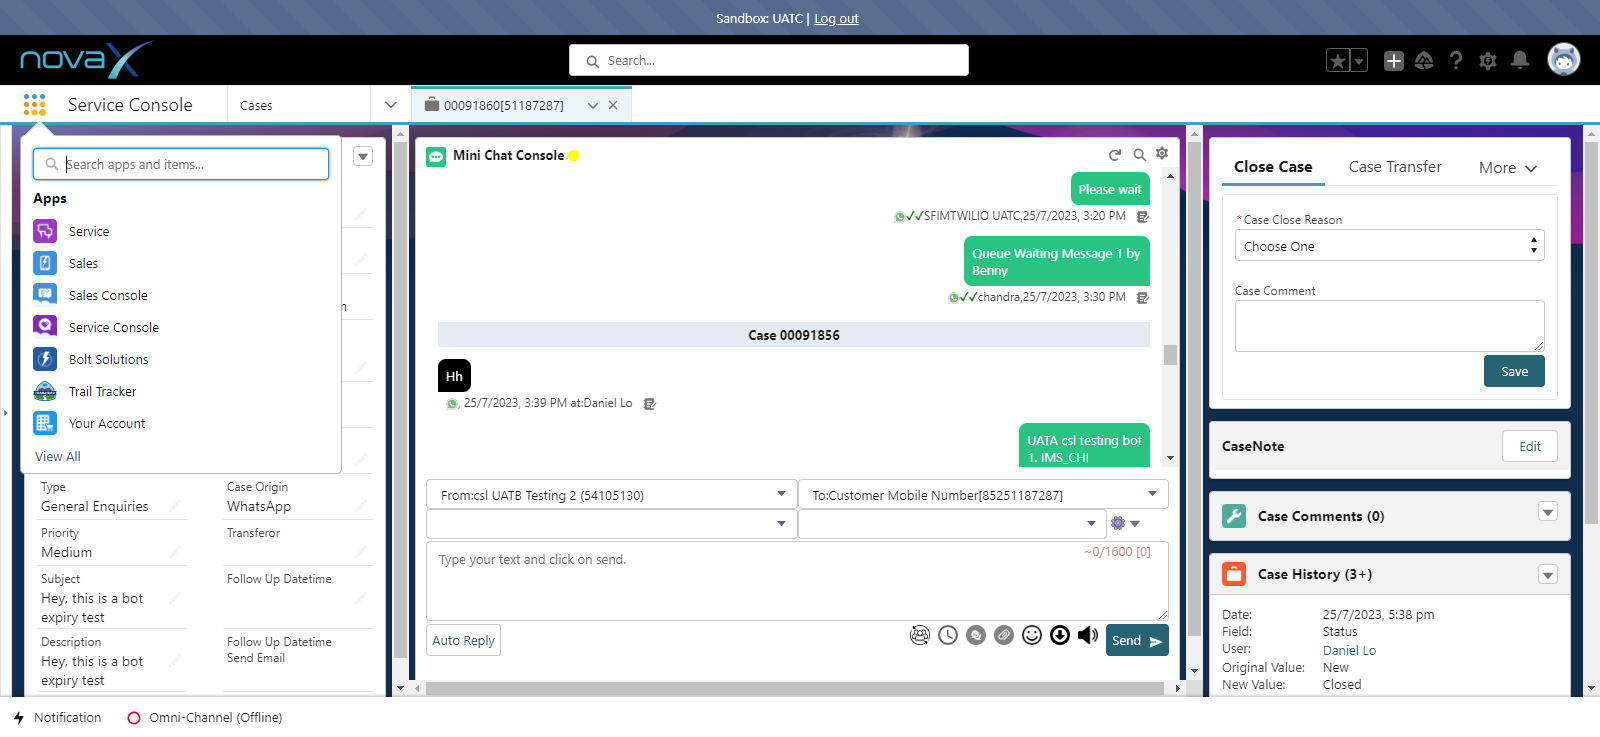 Sandbox: UATC | Log out
novaX
Search...
Service Console
Cases
00091860[51187287]
Search apps and items...
Apps
Service
Sales
Sales Console
Service Console
Bolt Solutions
Trail Tracker
Your Account
View All
Type
General Enquiries
Case Origin
WhatsApp
Priority
Medium
Transferor
Subject
Hey, this is a bot
expiry test
Follow Up Datetime
Description
Hey, this is a bot
expiry test
Follow Up Datetime
Send Email
Mini Chat Console
Please wait
SFIMTWILIO UATC,25/7/2023, 3:20 PM
Queue Waiting Message 1 by
Benny
chandra,25/7/2023, 3:30 PM
Case 00091856
Hh
, 25/7/2023, 3:39 PM at:Daniel Lo
UATA csl testing bot
1. IMS_CHI
From:csl UATB Testing 2 (54105130)
To:Customer Mobile Number[85251187287]
Type your text and click on send.
~0/1600 [0]
Auto Reply
Send
Close Case
Case Transfer
More
*Case Close Reason
Choose One
Case Comment
Save
CaseNote
Edit
Case Comments (0)
Case History (3+)
Date: 25/7/2023, 5:38 pm
Field: Status
User: Daniel Lo
Original Value: New
New Value: Closed
Notification
Omni-Channel (Offline)